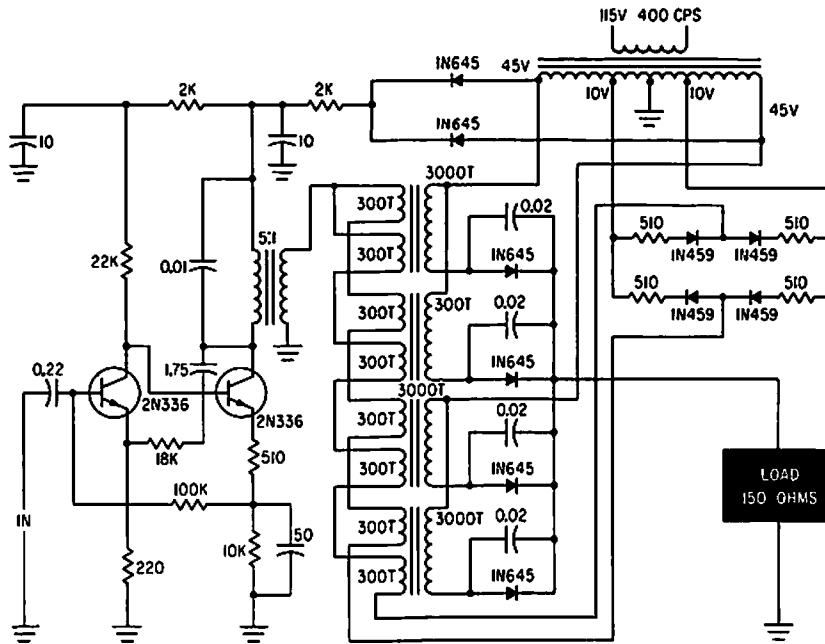 115V 400 CPS
1N645
45V
2K
2K
10V
10V
45V
10
10
1N645
3000T
300T
0.02
5:1
510
510
300T
1N459
1N459
22K
0.01
1N645
510
510
300T
300T
0.02
1N459
1N459
300T
0.22
1.75
1N645
2N336
3000T
2N336
300T
0.02
18K
510
300T
LOAD
150 OHMS
100K
1N645
IN
300T
3000T
0.02
50
10K
220
300T
1N645